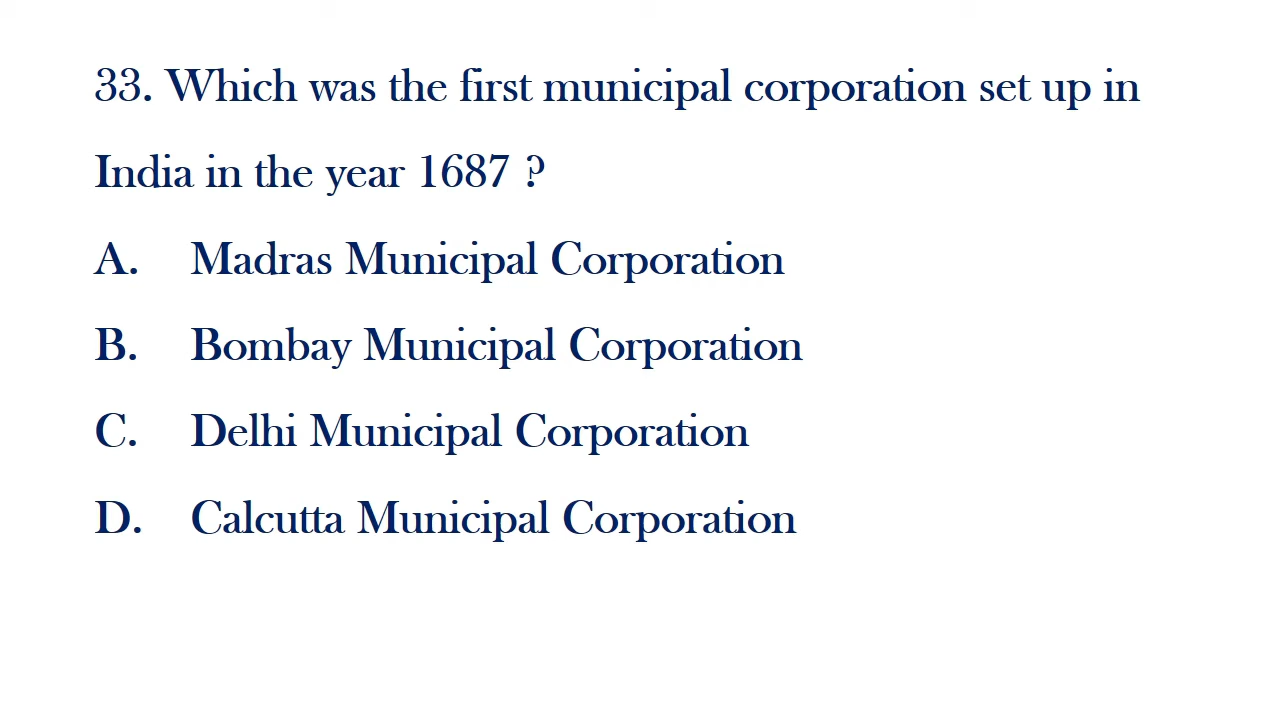 33. Which was the first municipal corporation set up in
India in the year 1687 ?
A. Madras Municipal Corporation
B. Bombay Municipal Corporation
C. Delhi Municipal Corporation
D. Calcutta Municipal Corporation